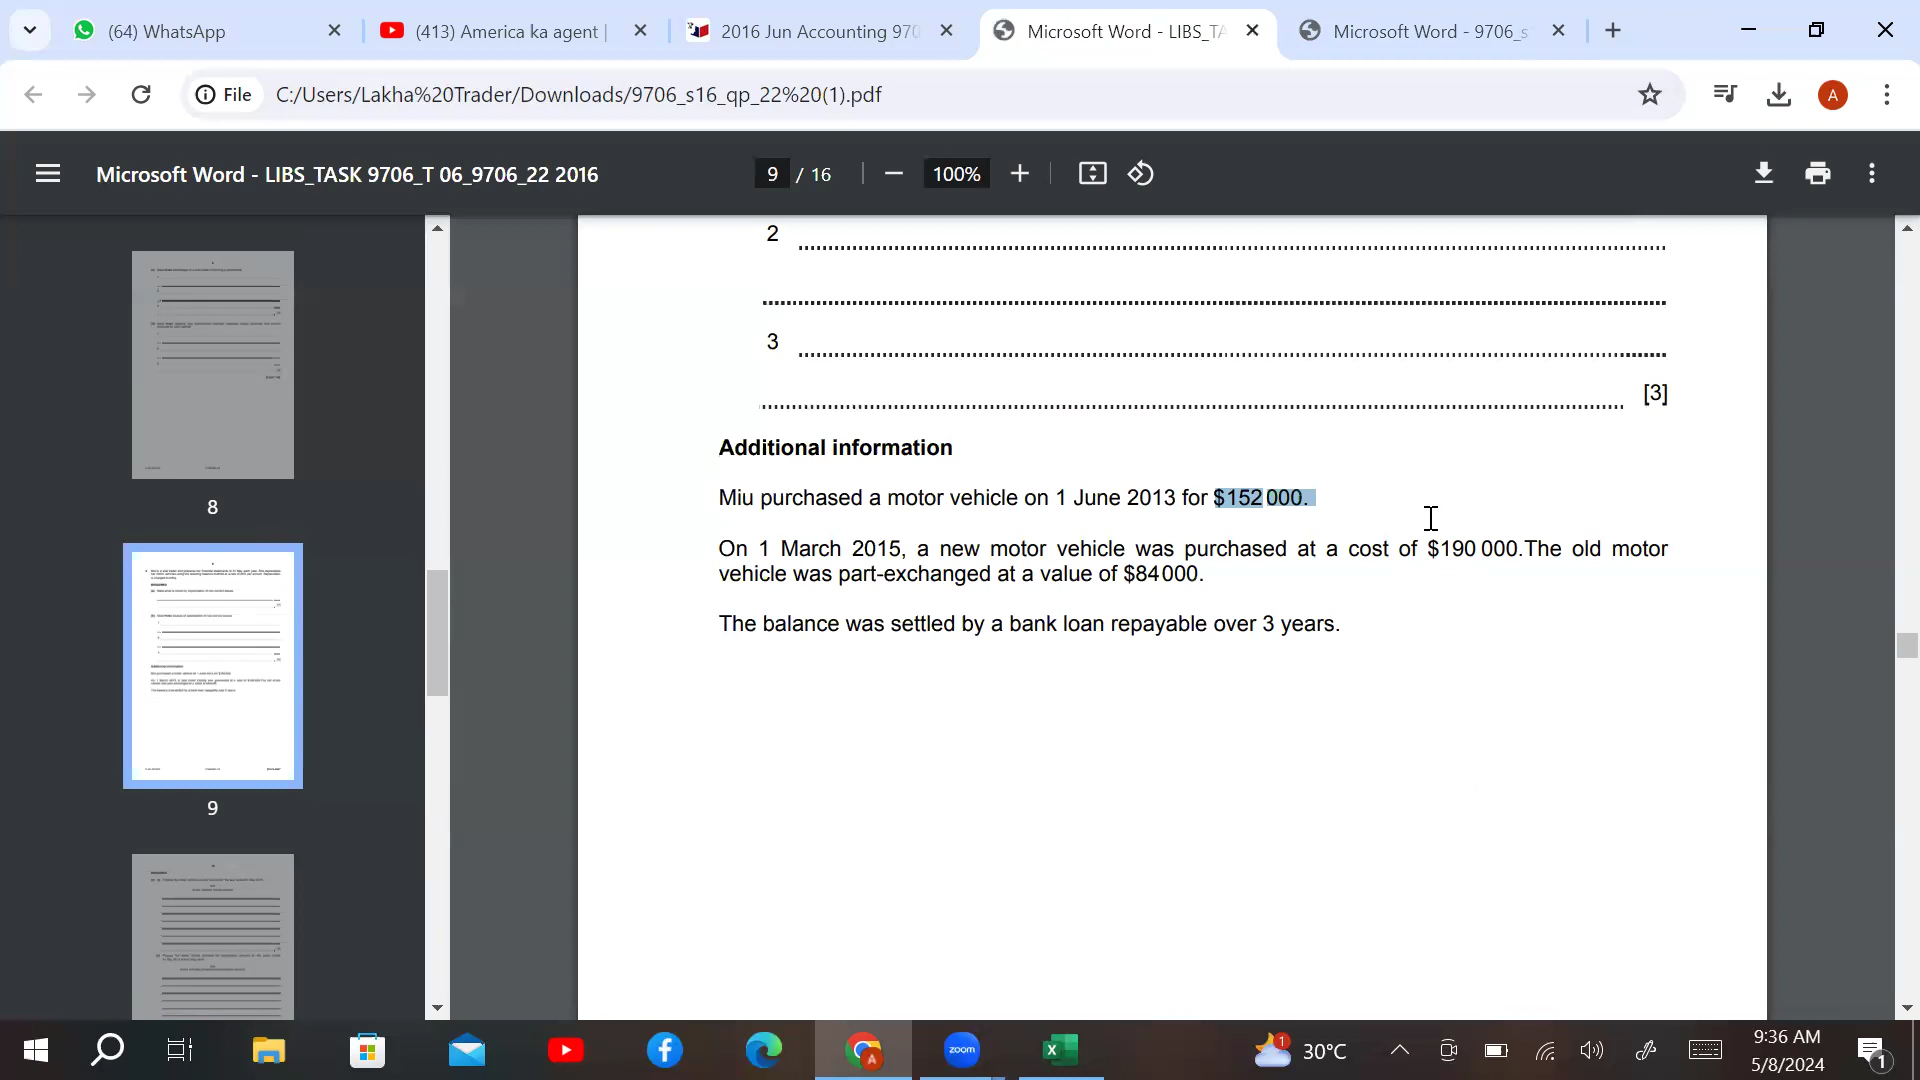 (64) WhatsApp
(413) America ka agent |
2016 Jun Accounting 970
Microsoft Word - LIBS_TA
Microsoft Word - 9706_s
File
C:/Users/Lakha%20Trader/Downloads/9706_s16_qp_22%20(1).pdf
A
Microsoft Word - LIBS_TASK 9706_T 06_9706_22 2016
9 / 16
100%
8
9
2
3
[3]
Additional information
Miu purchased a motor vehicle on 1 June 2013 for $152 000.
On 1 March 2015, a new motor vehicle was purchased at a cost of $190 000.The old motor
vehicle was part-exchanged at a value of $84 000.
The balance was settled by a bank loan repayable over 3 years.
A
zoom
1
30°C
9:36 AM
5/8/2024
1